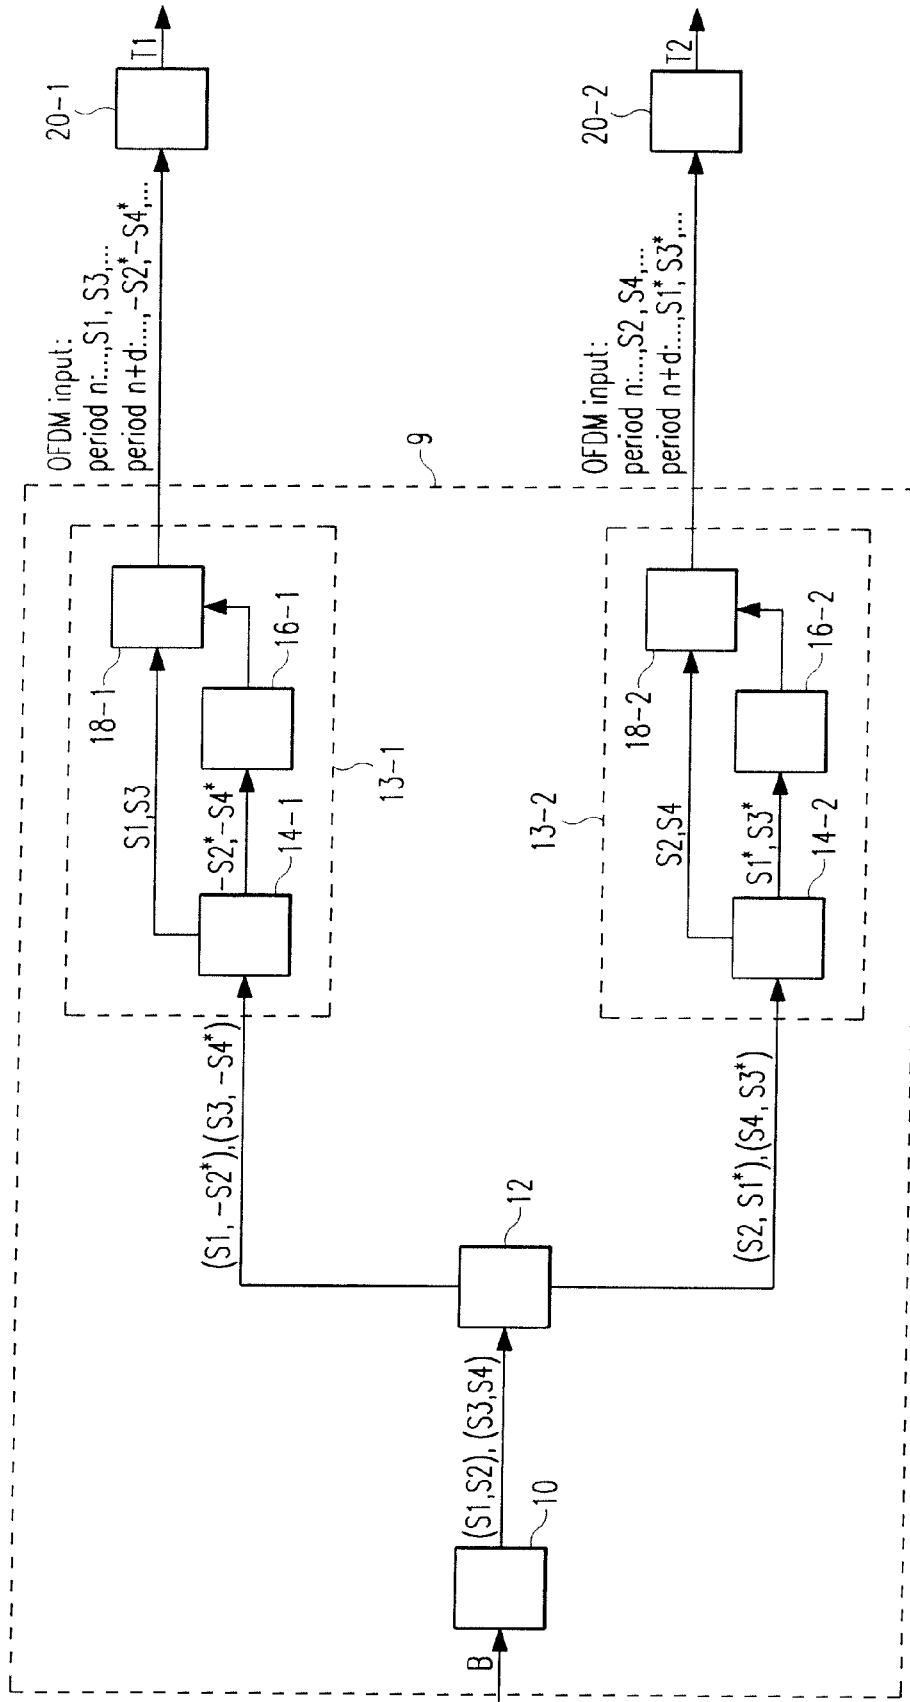 B
10
(S1,S2),(S3,S4)
12
(S1, -S2*),(S3, -S4*)
(S2, S1*),(S4, S3*)
14-1
S1,S3
-S2*,-S4*
16-1
18-1
13-1
14-2
S2,S4
S1*,S3*
16-2
18-2
13-2
9
OFDM input:
period n:...,S1, S3,...
period n+d:...,-S2*,-S4*,...
20-1
T1
OFDM input:
period n:...,S2, S4,...
period n+d:...,S1*,S3*,...
20-2
T2